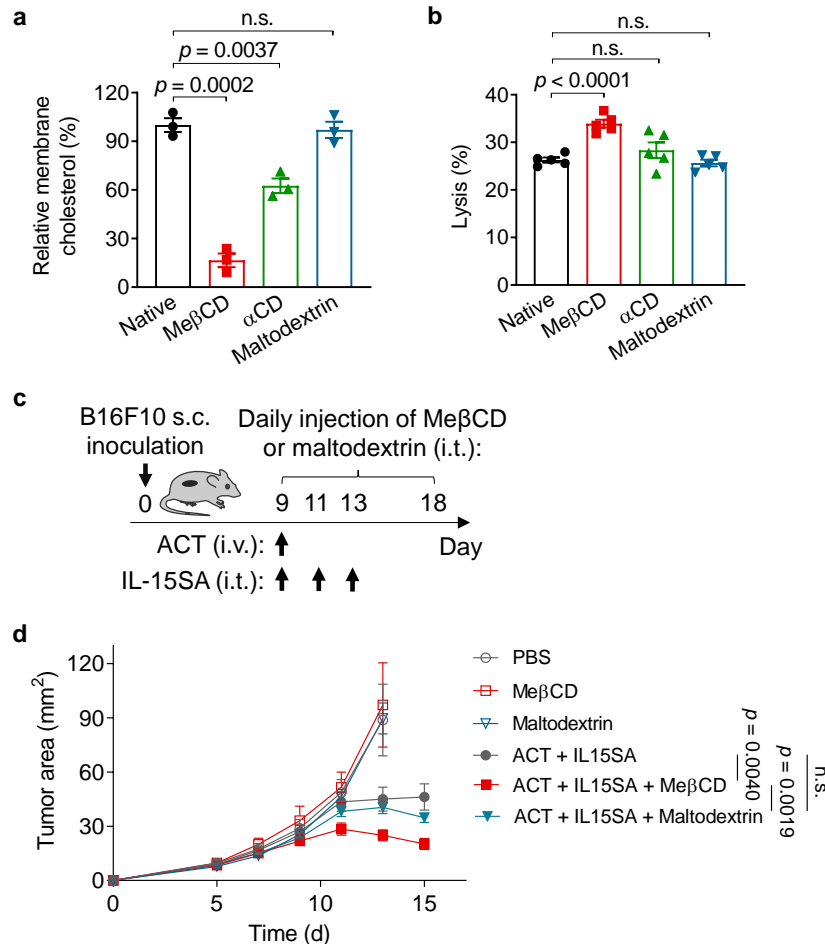 a
n.s.
p = 0.0037
p = 0.0002
Relative membrane
cholesterol (%)
120
90
60
30
0
Native
MeβCD
αCD
Maltodextrin
b
n.s.
n.s.
p < 0.0001
Lysis (%)
40
30
20
10
0
Native
MeβCD
αCD
Maltodextrin
c
B16F10 s.c.
inoculation
Daily injection of MeβCD
or maltodextrin (i.t.):
0 9 11 13 18
ACT (i.v.):
Day
IL-15SA (i.t.):
d
Tumor area (mm²)
120
90
60
30
0
0 5 10 15
Time (d)
PBS
MeβCD
Maltodextrin
ACT + IL15SA
ACT + IL15SA + MeβCD
ACT + IL15SA + Maltodextrin
p = 0.0040
p = 0.0019
n.s.